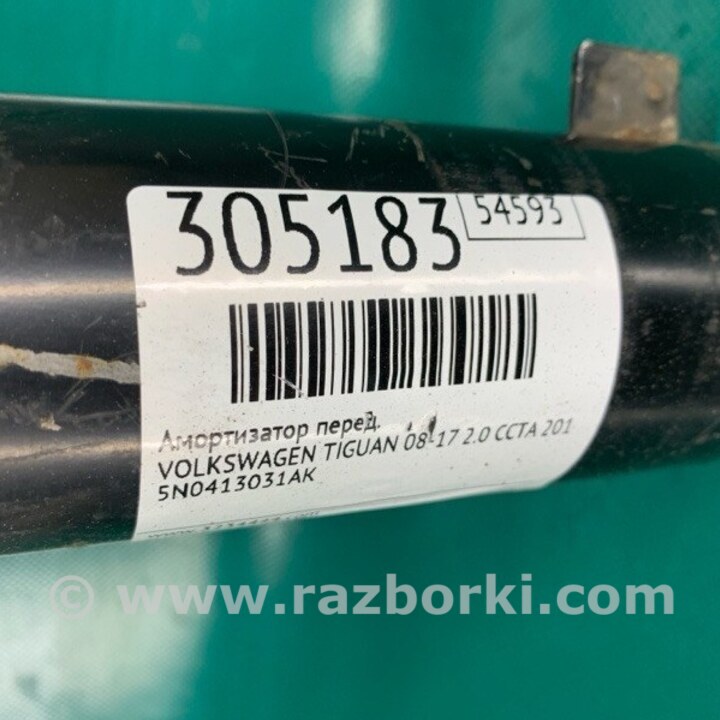 305183
54593
Амортизатор перед.
VOLKSWAGEN TIGUAN 08-17 2.0 CCTA 201
5N0413031AK
© www.razborki.com